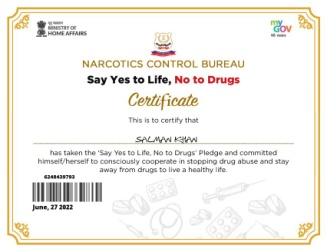 गृह मंत्रालय
MINISTRY OF
HOME AFFAIRS
my
GOV
मेरी सरकार
NARCOTICS CONTROL BUREAU
Say Yes to Life, No to Drugs
Certificate
This is to certify that
SALMAN KHAN
has taken the 'Say Yes to Life, No to Drugs' Pledge and committed
himself/herself to consciously cooperate in stopping drug abuse and stay
away from drugs to live a healthy life.
6248439793
June, 27 2022